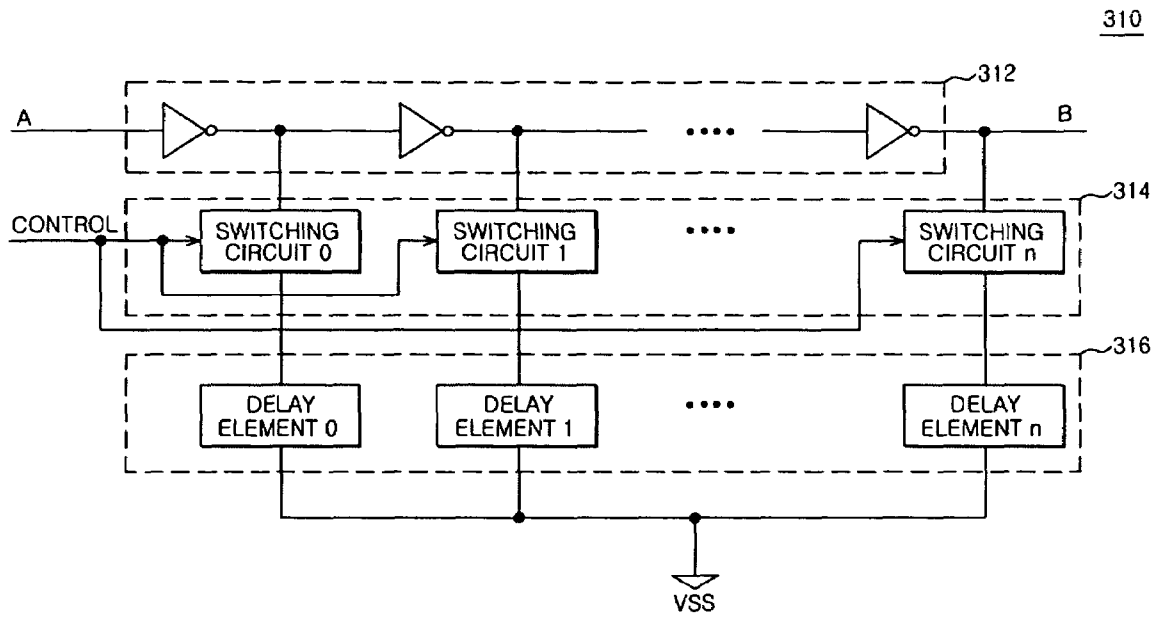 310
312
A
B
314
CONTROL
SWITCHING
CIRCUIT 0
SWITCHING
CIRCUIT 1
SWITCHING
CIRCUIT n
316
DELAY
ELEMENT 0
DELAY
ELEMENT 1
DELAY
ELEMENT n
VSS